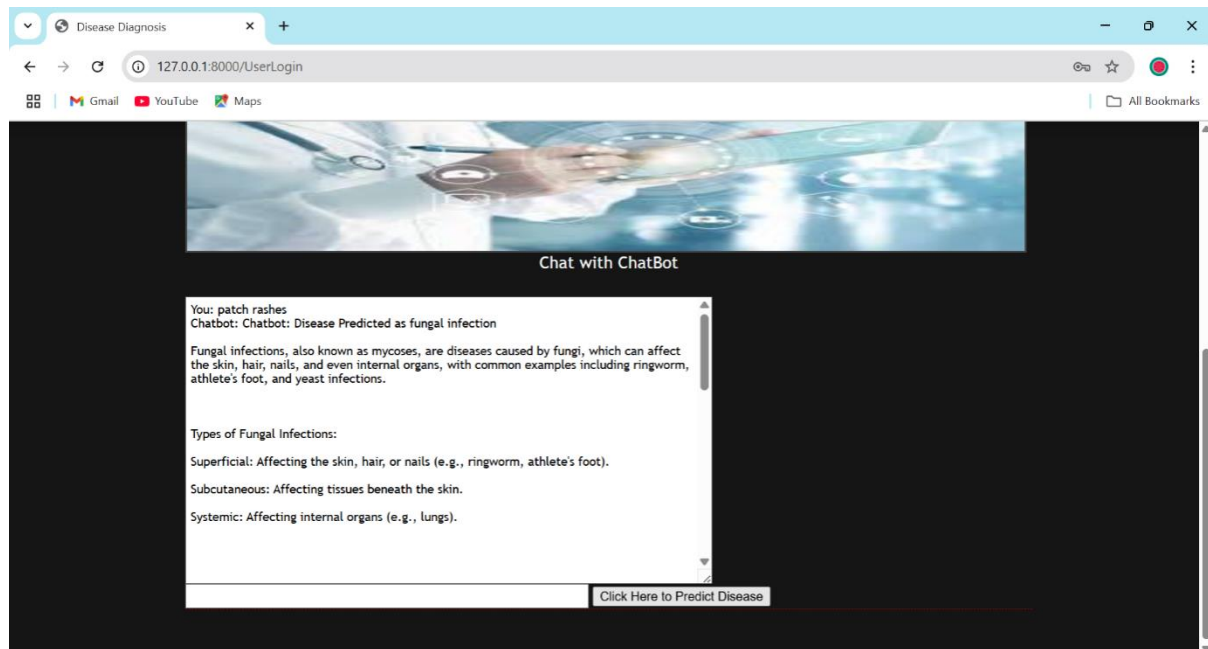 Disease Diagnosis
127.0.0.1:8000/UserLogin
Gmail YouTube Maps All Bookmarks
Chat with ChatBot
You: patch rashes
Chatbot: Chatbot: Disease Predicted as fungal infection
Fungal infections, also known as mycoses, are diseases caused by fungi, which can affect
the skin, hair, nails, and even internal organs, with common examples including ringworm,
athlete's foot, and yeast infections.
Types of Fungal Infections:
Superficial: Affecting the skin, hair, or nails (e.g., ringworm, athlete's foot).
Subcutaneous: Affecting tissues beneath the skin.
Systemic: Affecting internal organs (e.g., lungs).
Click Here to Predict Disease